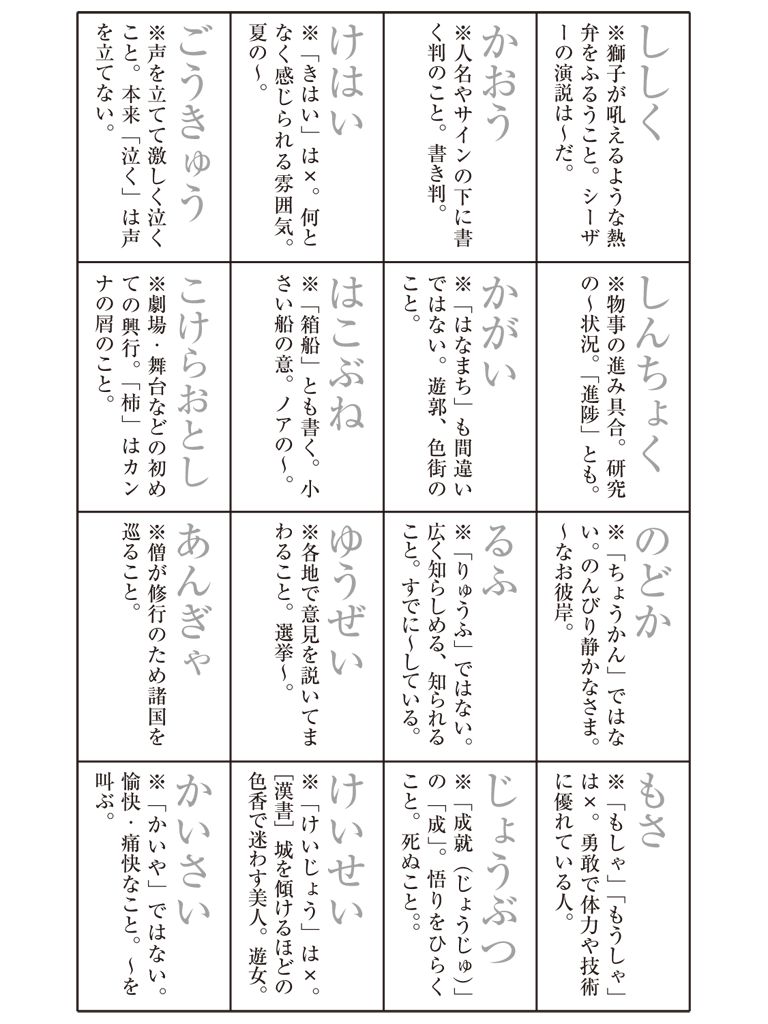 ししく
※獅子が吼えるような熱
弁をふるうこと。シーザ
ーの演説は〜だ。
しんちょく
※物事の進み具合。研究
の〜状況。「進陟」とも。
のどか
※「ちょうかん」ではな
い。のんびり静かなさま。
〜なお彼岸。
もさ
※「もしゃ」「もうしゃ」
は×。勇敢で体力や技術
に優れている人。
かおう
※人名やサインの下に書
く判のこと。書き判。
かがい
※「はなまち」も間違い
ではない。遊郭、色街の
こと。
るふ
※「りゅうふ」ではない。
広く知らしめる、知られる
こと。すでに〜している。
じょうぶつ
※「成就（じょうじゅ）」
の「成」。悟りをひらく
こと。死ぬこと。。
けはい
※「きはい」は×。何と
なく感じられる雰囲気。
夏の〜。
はこぶね
※「箱船」とも書く。小
さい船の意。ノアの〜。
ゆうぜい
※各地で意見を説いてま
わること。選挙〜。
けいせい
※「けいじょう」は×。
［漢書］城を傾けるほどの
色香で迷わす美人。遊女。
ごうきゅう
※声を立てて激しく泣く
こと。本来「泣く」は声
を立てない。
こけらおとし
※劇場・舞台などの初め
ての興行。「杮」はカン
ナの屑のこと。
あんぎゃ
※僧が修行のため諸国を
巡ること。
かいさい
※「かいや」ではない。
愉快・痛快なこと。〜を
叫ぶ。